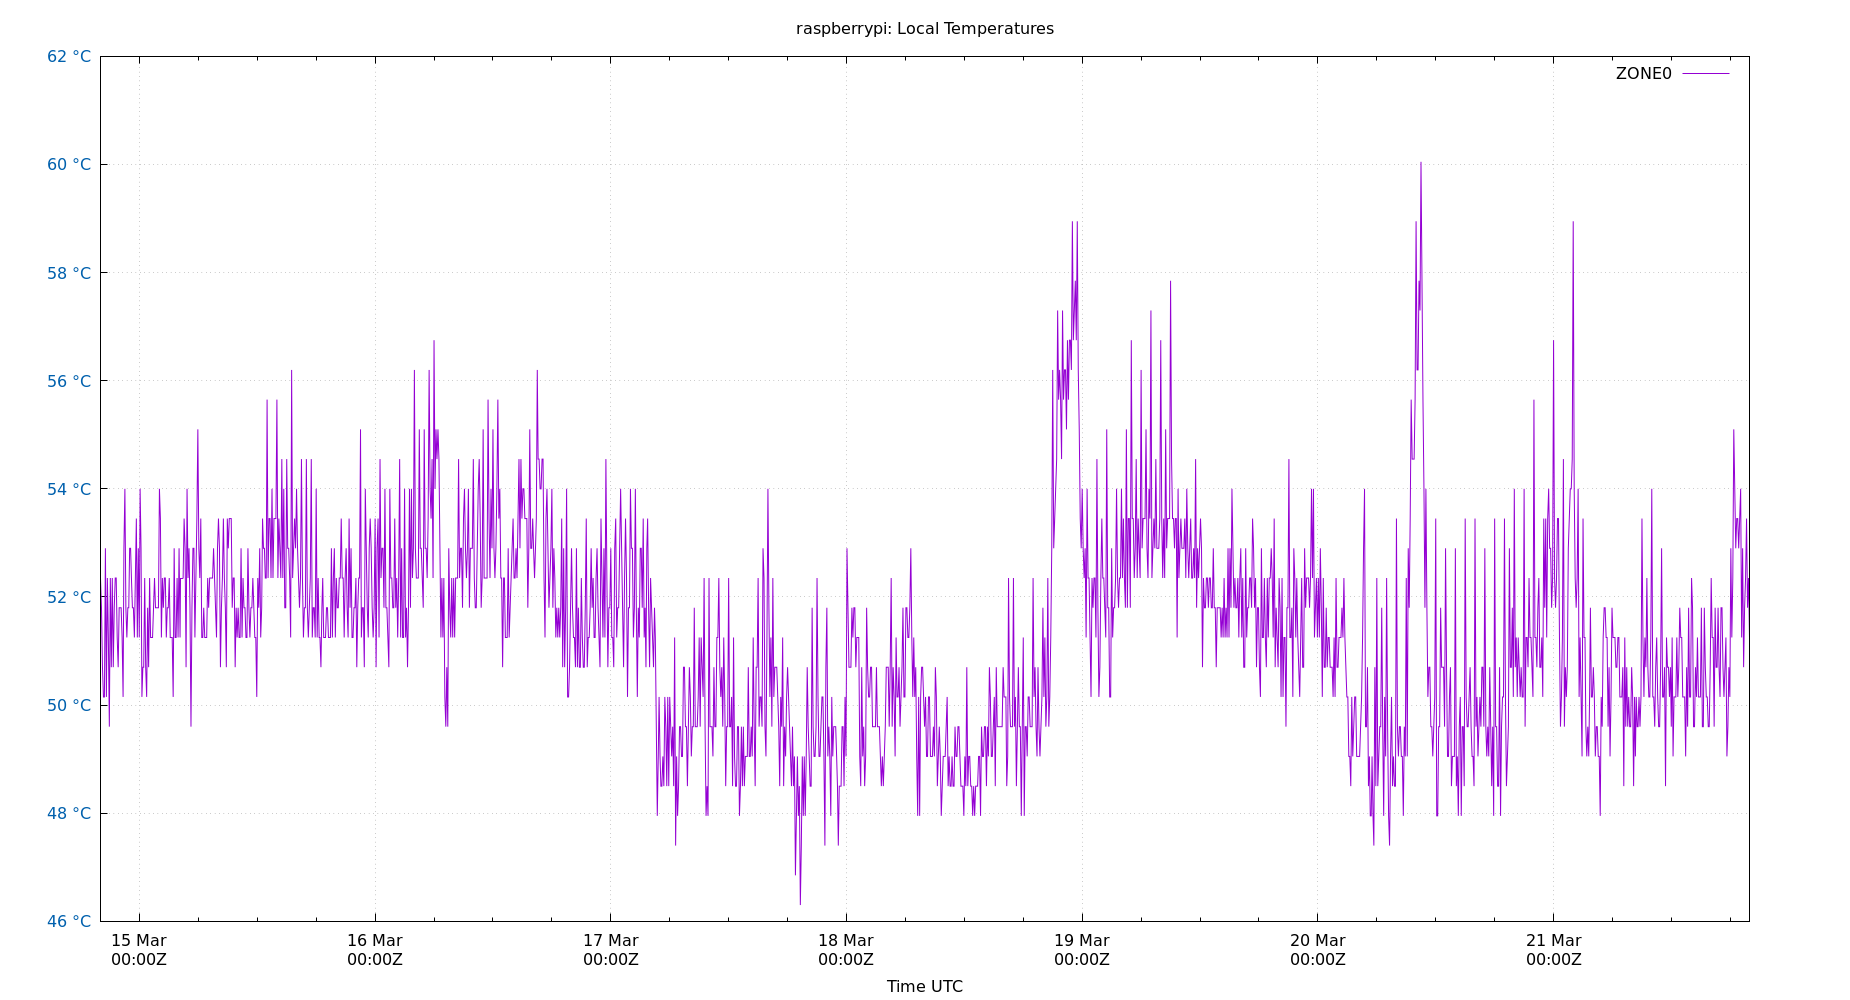 raspberrypi: Local Temperatures
62 °C
ZONE0
60 °C
58 °C
56 °C
54 °C
52 °C
50 °C
48 °C
46 °C
15 Mar 16 Mar 17 Mar 18 Mar 19 Mar 20 Mar 21 Mar
00:00Z 00:00Z 00:00Z 00:00Z 00:00Z 00:00Z 00:00Z
Time UTC